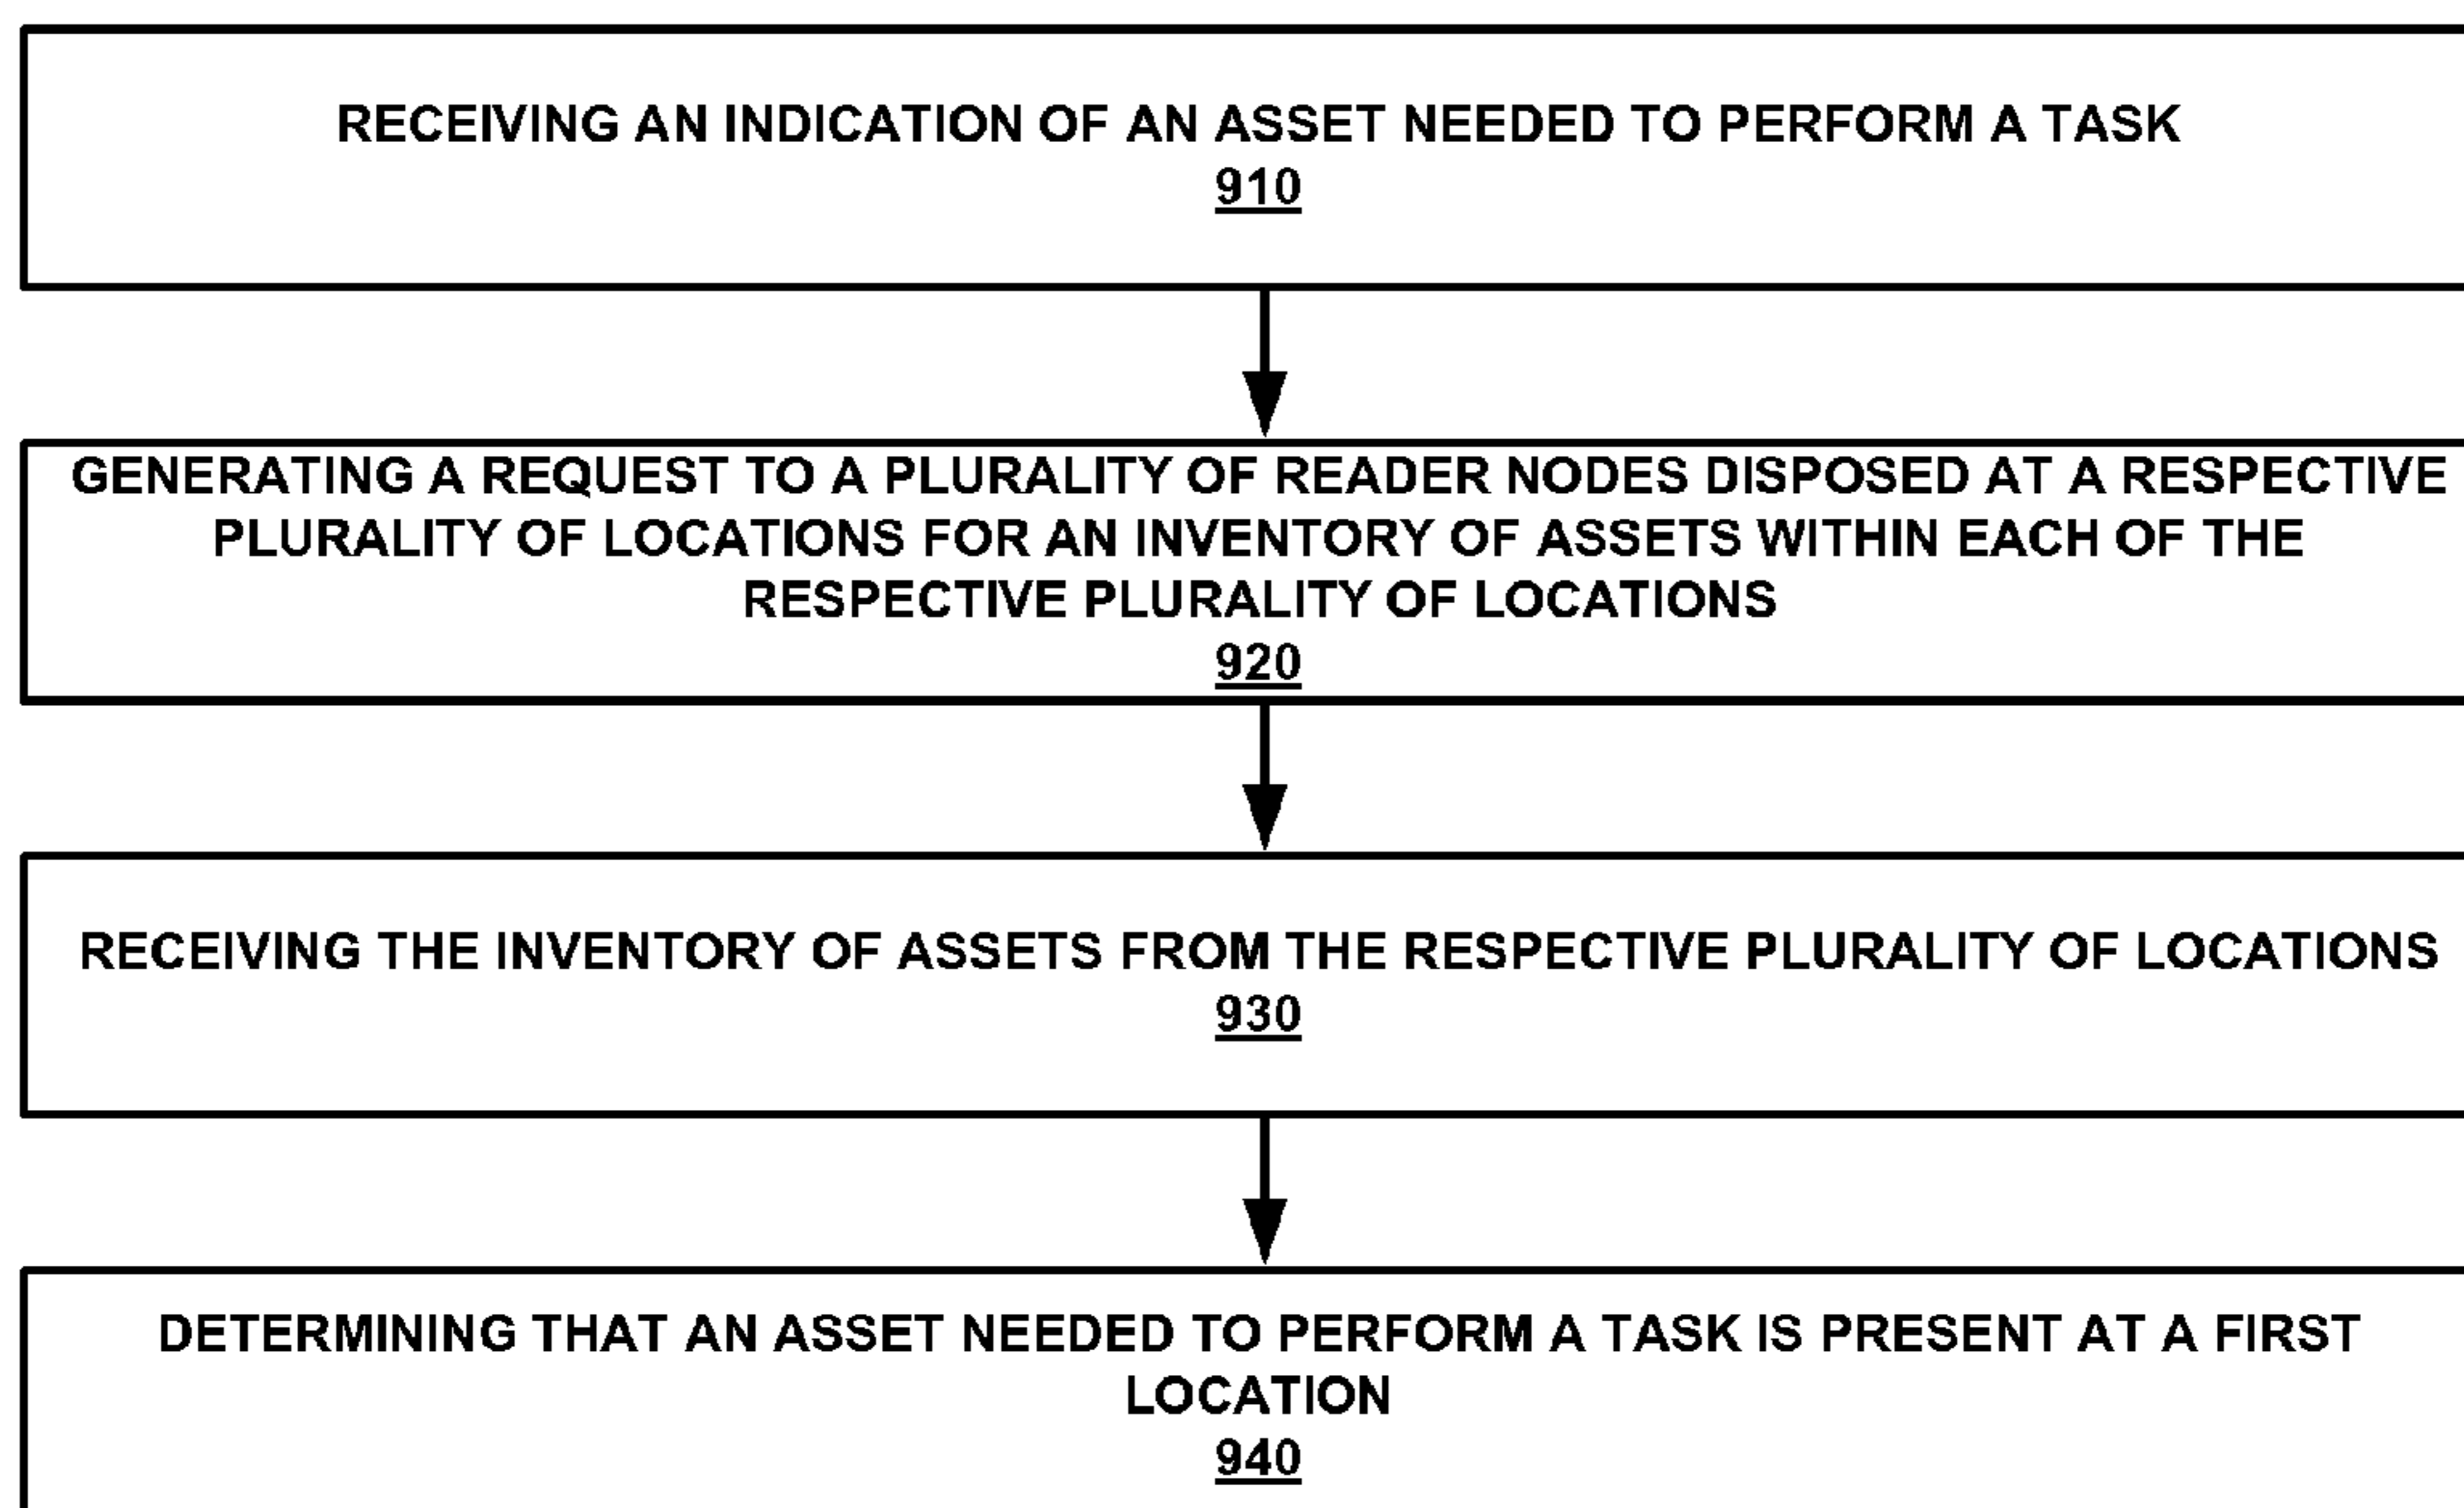 RECEIVING AN INDICATION OF AN ASSET NEEDED TO PERFORM A TASK
910
GENERATING A REQUEST TO A PLURALITY OF READER NODES DISPOSED AT A RESPECTIVE
PLURALITY OF LOCATIONS FOR AN INVENTORY OF ASSETS WITHIN EACH OF THE
RESPECTIVE PLURALITY OF LOCATIONS
920
RECEIVING THE INVENTORY OF ASSETS FROM THE RESPECTIVE PLURALITY OF LOCATIONS
930
DETERMINING THAT AN ASSET NEEDED TO PERFORM A TASK IS PRESENT AT A FIRST
LOCATION
940